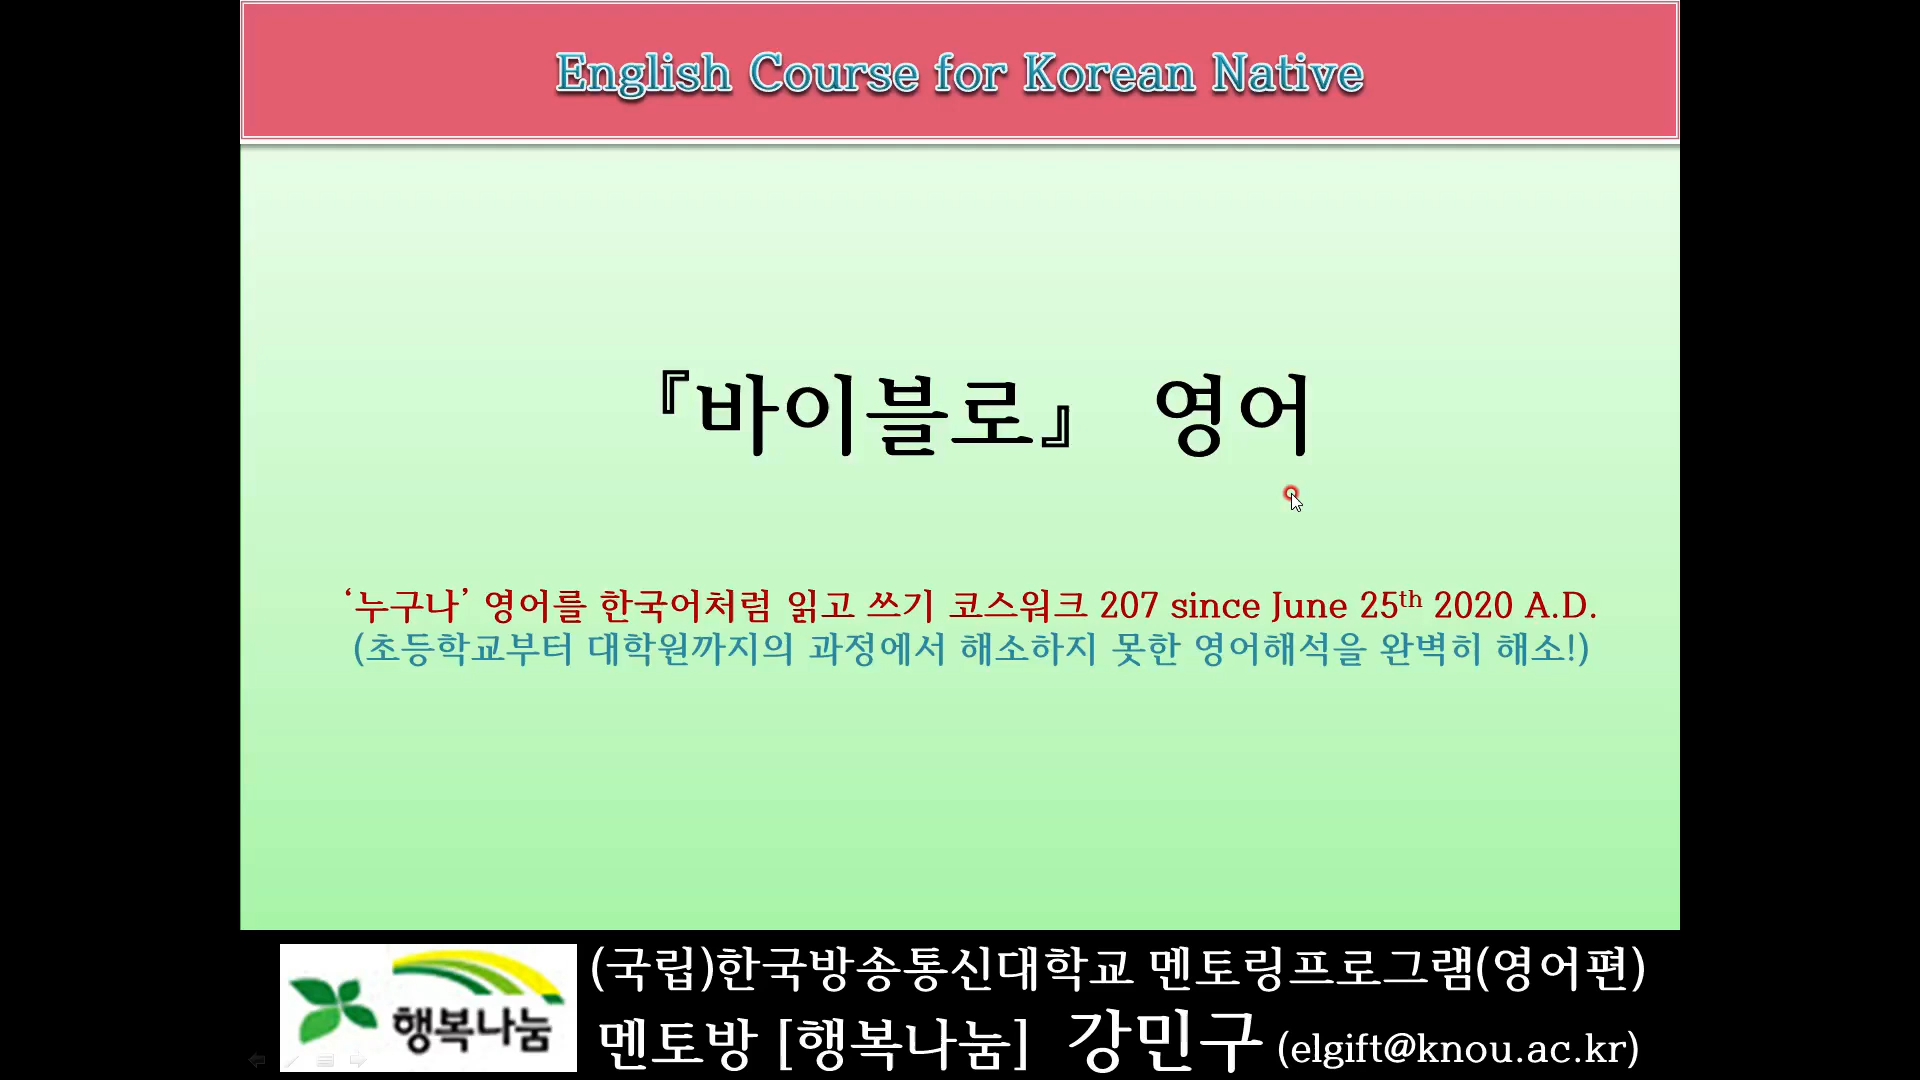 English Course for Korean Native
『바이블로』 영어
‘누구나’ 영어를 한국어처럼 읽고 쓰기 코스워크 207 since June 25th 2020 A.D.
(초등학교부터 대학원까지의 과정에서 해소하지 못한 영어해석을 완벽히 해소!)
행복나눔
(국립)한국방송통신대학교 멘토링프로그램(영어편)
멘토방 [행복나눔] 강민구 (elgift@knou.ac.kr)